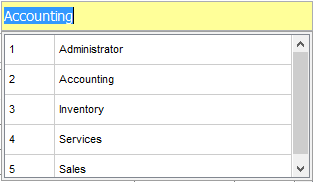 Accounting
1 Administrator
2 Accounting
3 Inventory
4 Services
5 Sales